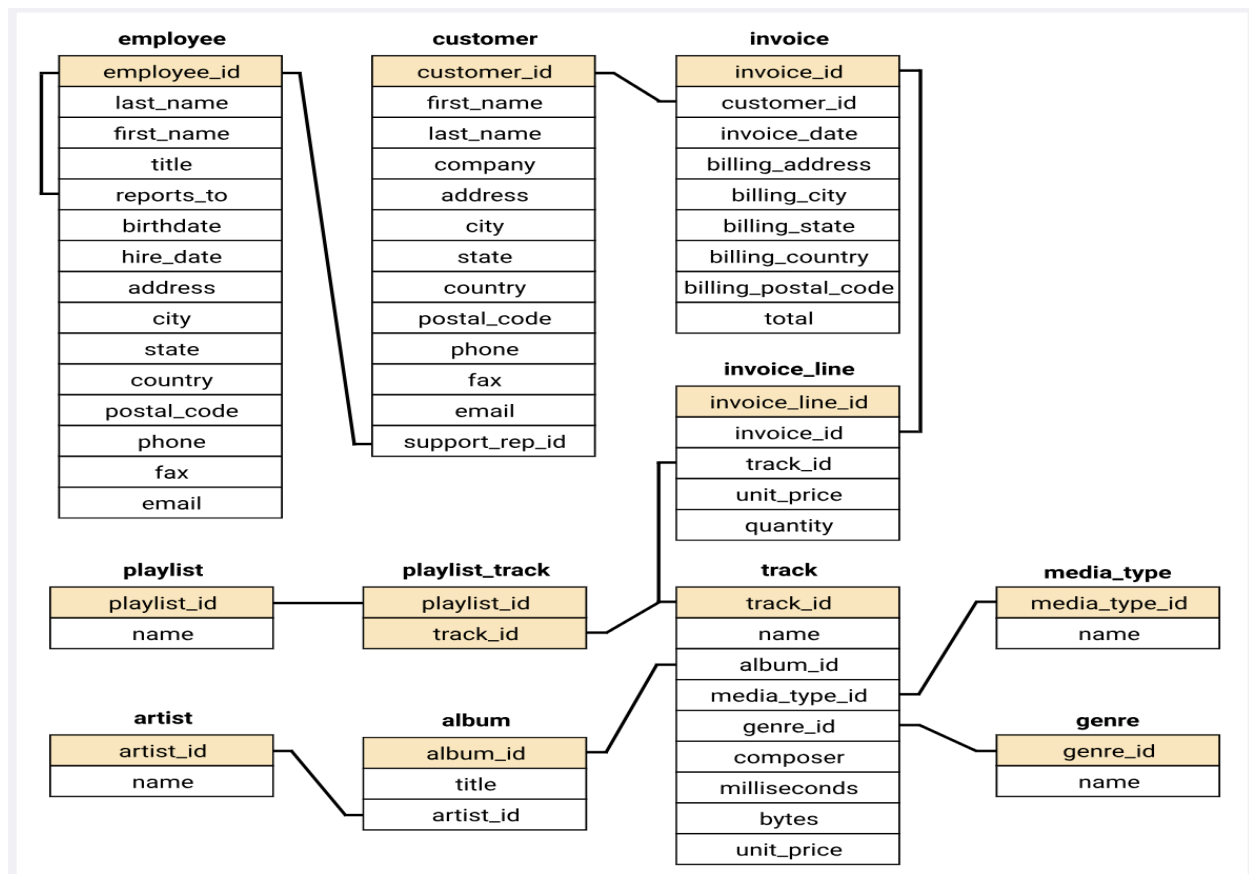 employee
employee_id
last_name
first_name
title
reports_to
birthdate
hire_date
address
city
state
country
postal_code
phone
fax
email
customer
customer_id
first_name
last_name
company
address
city
state
country
postal_code
phone
fax
email
support_rep_id
invoice
invoice_id
customer_id
invoice_date
billing_address
billing_city
billing_state
billing_country
billing_postal_code
total
invoice_line
invoice_line_id
invoice_id
track_id
unit_price
quantity
playlist
playlist_id
name
playlist_track
playlist_id
track_id
track
track_id
name
album_id
media_type_id
genre_id
composer
milliseconds
bytes
unit_price
media_type
media_type_id
name
artist
artist_id
name
album
album_id
title
artist_id
genre
genre_id
name